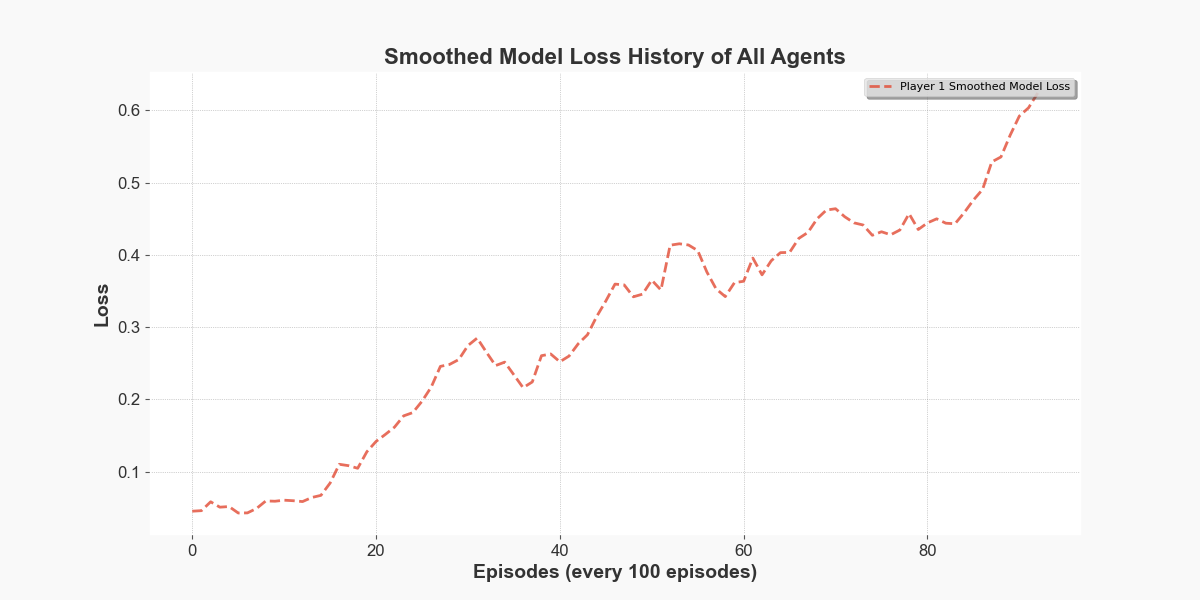 Smoothed Model Loss History of All Agents
Player 1 Smoothed Model Loss
0.6
0.5
0.4
0.3
0.2
0.1
Loss
0 20 40 60 80
Episodes (every 100 episodes)